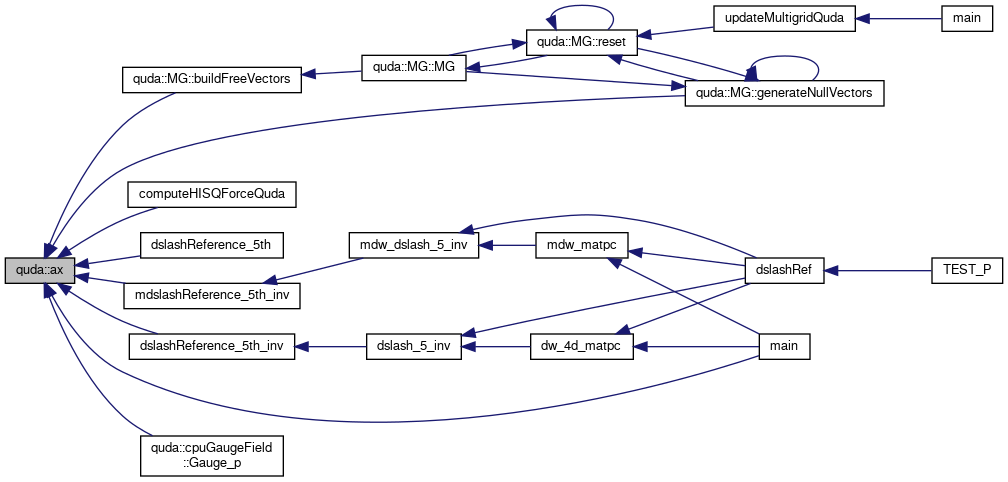 updateMultigridQuda
main
quda::MG::reset
quda::MG::MG
quda::MG::buildFreeVectors
quda::MG::generateNullVectors
computeHISQForceQuda
dslashReference_5th
mdw_dslash_5_inv
mdw_matpc
quda::ax
dslashRef
TEST_P
mdslashReference_5th_inv
dslashReference_5th_inv
dslash_5_inv
dw_4d_matpc
main
quda::cpuGaugeField
::Gauge_p